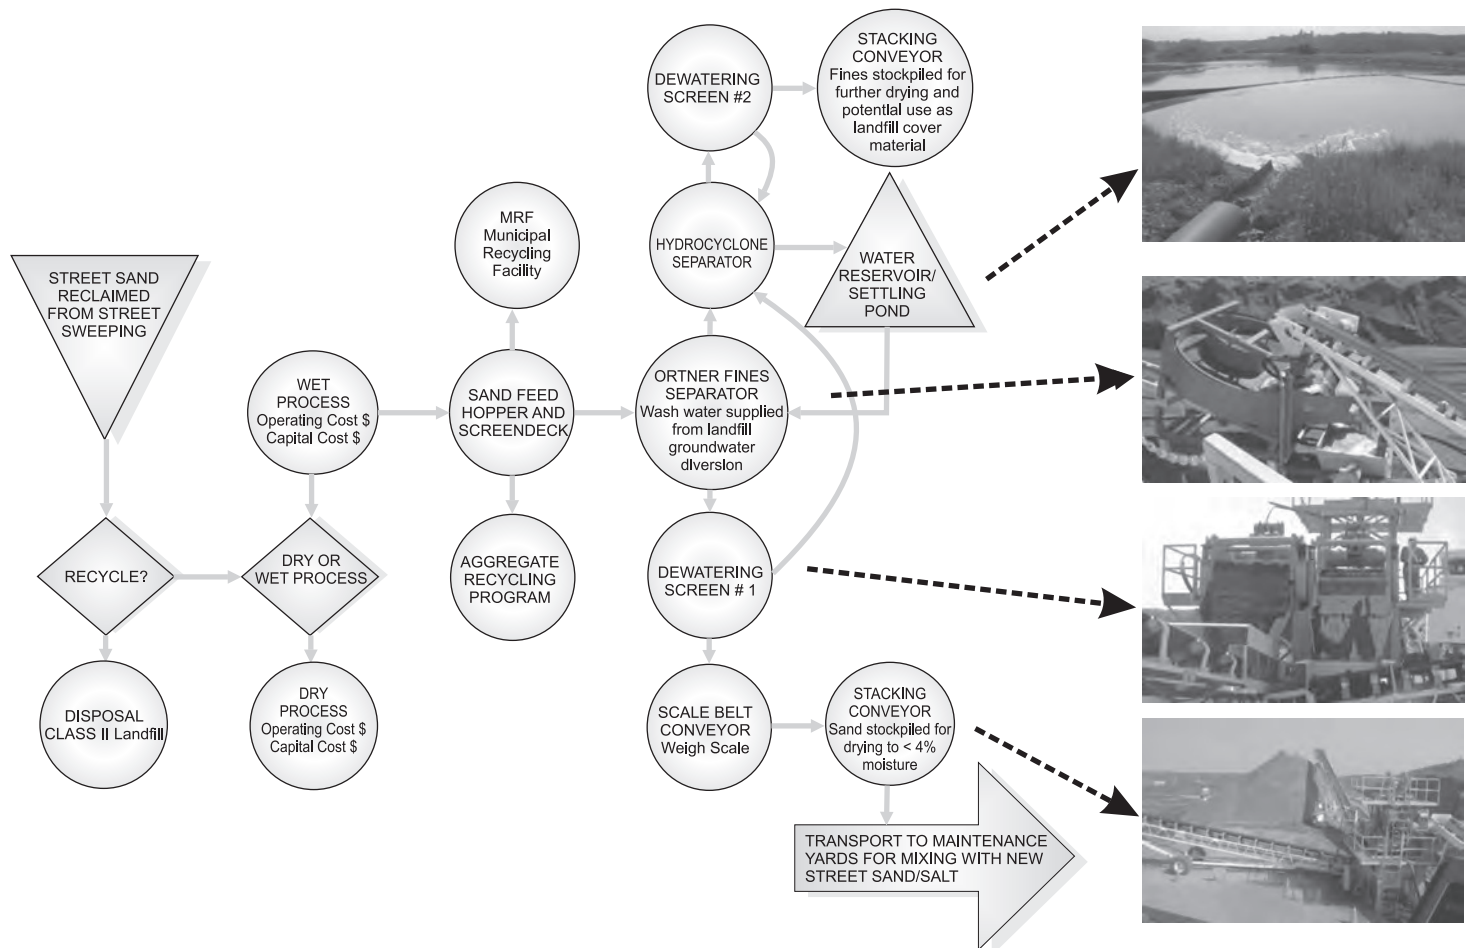 STREET SAND
RECLAIMED
FROM STREET
SWEEPING
RECYCLE?
DISPOSAL
CLASS II Landfill
WET
PROCESS
Operating Cost $
Capital Cost $
DRY OR
WET PROCESS
DRY
PROCESS
Operating Cost $
Capital Cost $
MRF
Municipal
Recycling
Facility
SAND FEED
HOPPER AND
SCREENDECK
AGGREGATE
RECYCLING
PROGRAM
DEWATERING
SCREEN #2
HYDROCYCLONE
SEPARATOR
ORTNER FINES
SEPARATOR
Wash water supplied
from landfill
groundwater
diversion
DEWATERING
SCREEN # 1
SCALE BELT
CONVEYOR
Weigh Scale
STACKING
CONVEYOR
Fines stockpiled for
further drying and
potential use as
landfill cover
material
WATER
RESERVOIR/
SETTLING
POND
STACKING
CONVEYOR
Sand stockpiled for
drying to < 4%
moisture
TRANSPORT TO MAINTENANCE
YARDS FOR MIXING WITH NEW
STREET SAND/SALT